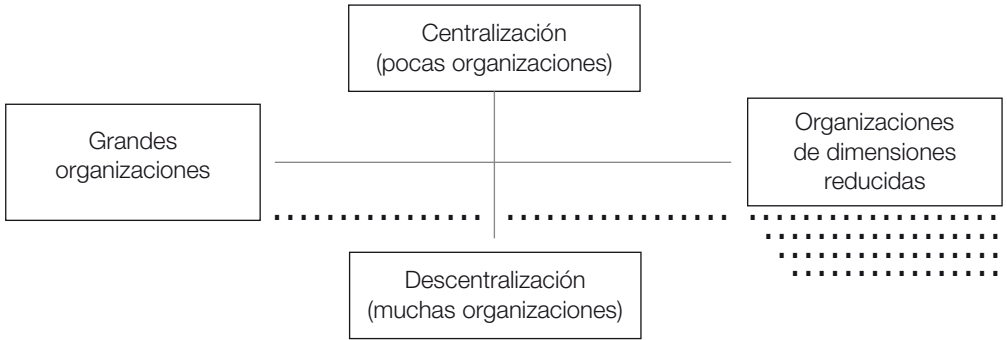 Centralización
(pocas organizaciones)
Grandes
organizaciones
Organizaciones
de dimensiones
reducidas
Descentralización
(muchas organizaciones)